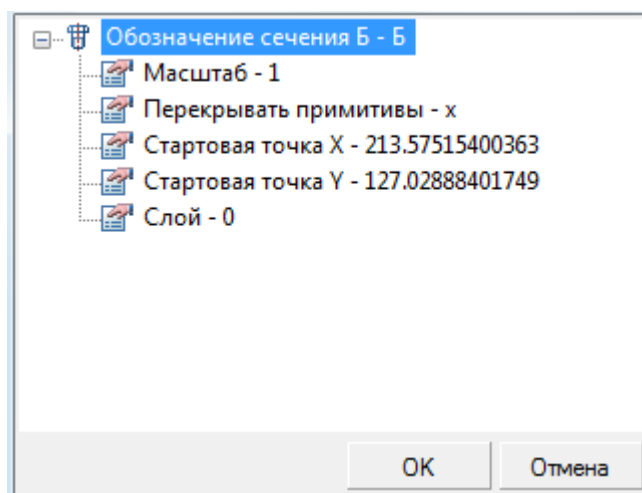 Обозначение сечения Б - Б
Масштаб - 1
Перекрывать примитивы - x
Стартовая точка X - 213.57515400363
Стартовая точка Y - 127.02888401749
Слой - 0
OK Отмена